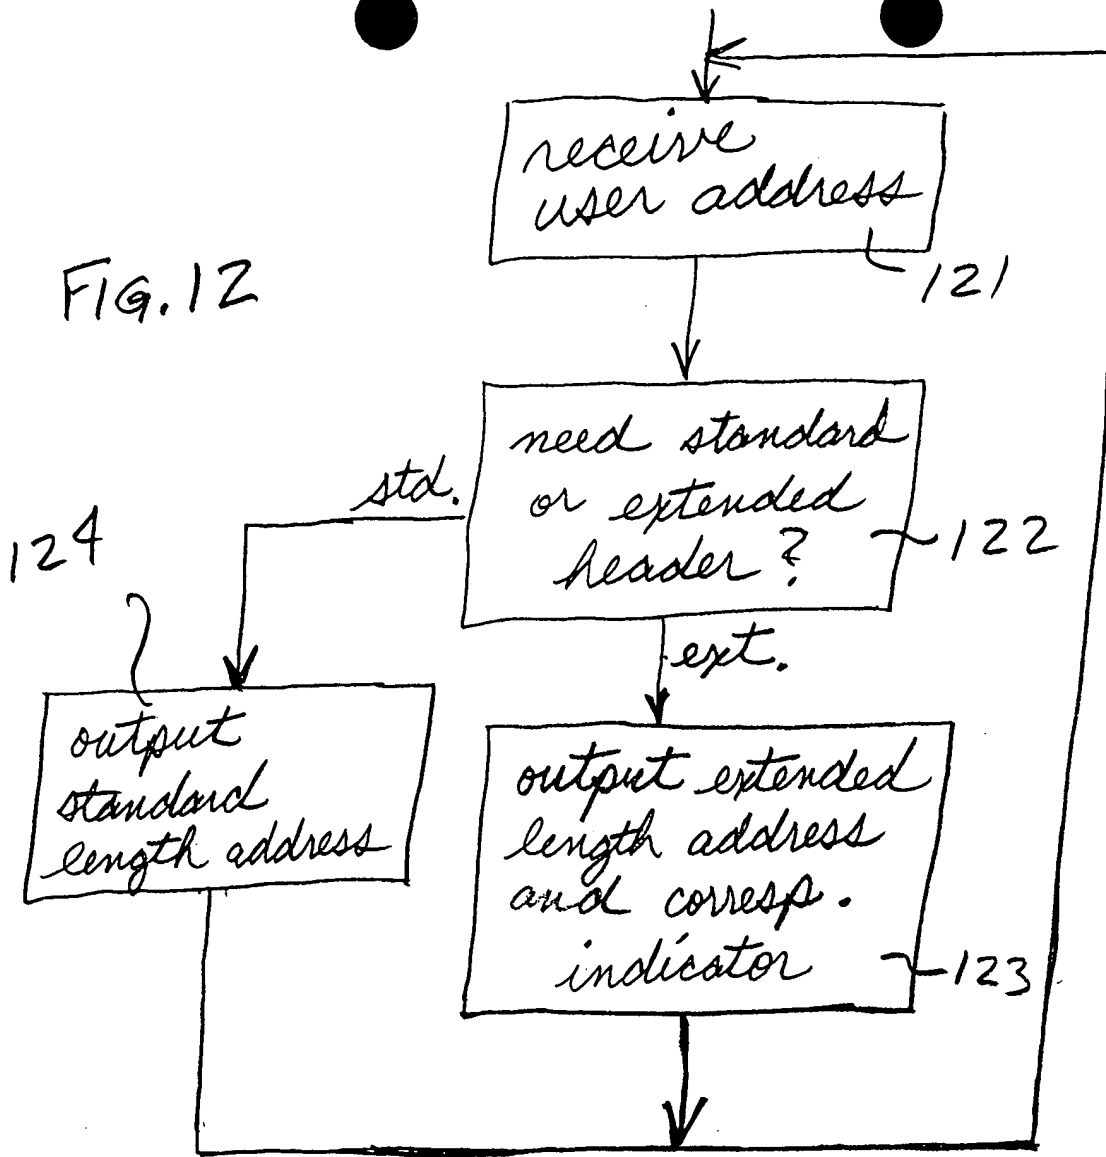 receive
user address
121
FIG. 12
need standard
or extended
header?
122
std.
124
ext.
output
standard
length address
output extended
length address
and corresp.
indicator
123